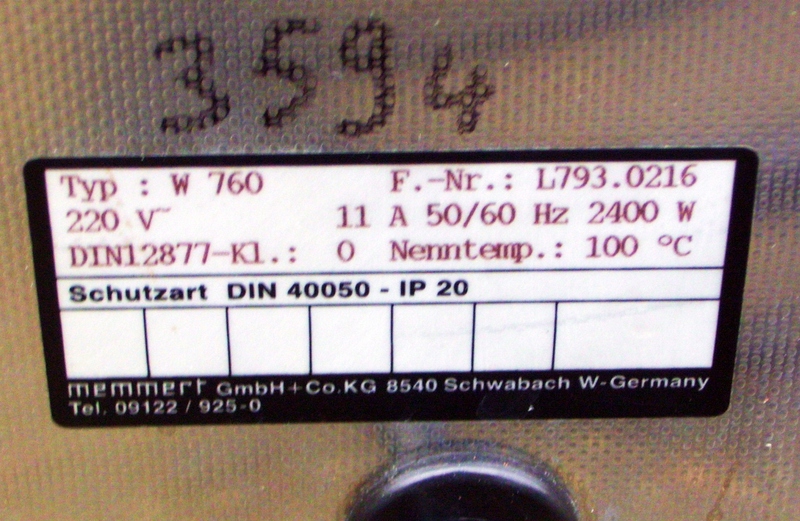 3594
Typ : W 760 F.-Nr.: L793.0216
220 V~ 11 A 50/60 Hz 2400 W
DIN12877-Kl.: 0 Nenntemp.: 100 °C
Schutzart DIN 40050 - IP 20
memmert GmbH+Co.KG 8540 Schwabach W-Germany
Tel. 09122 / 925-0